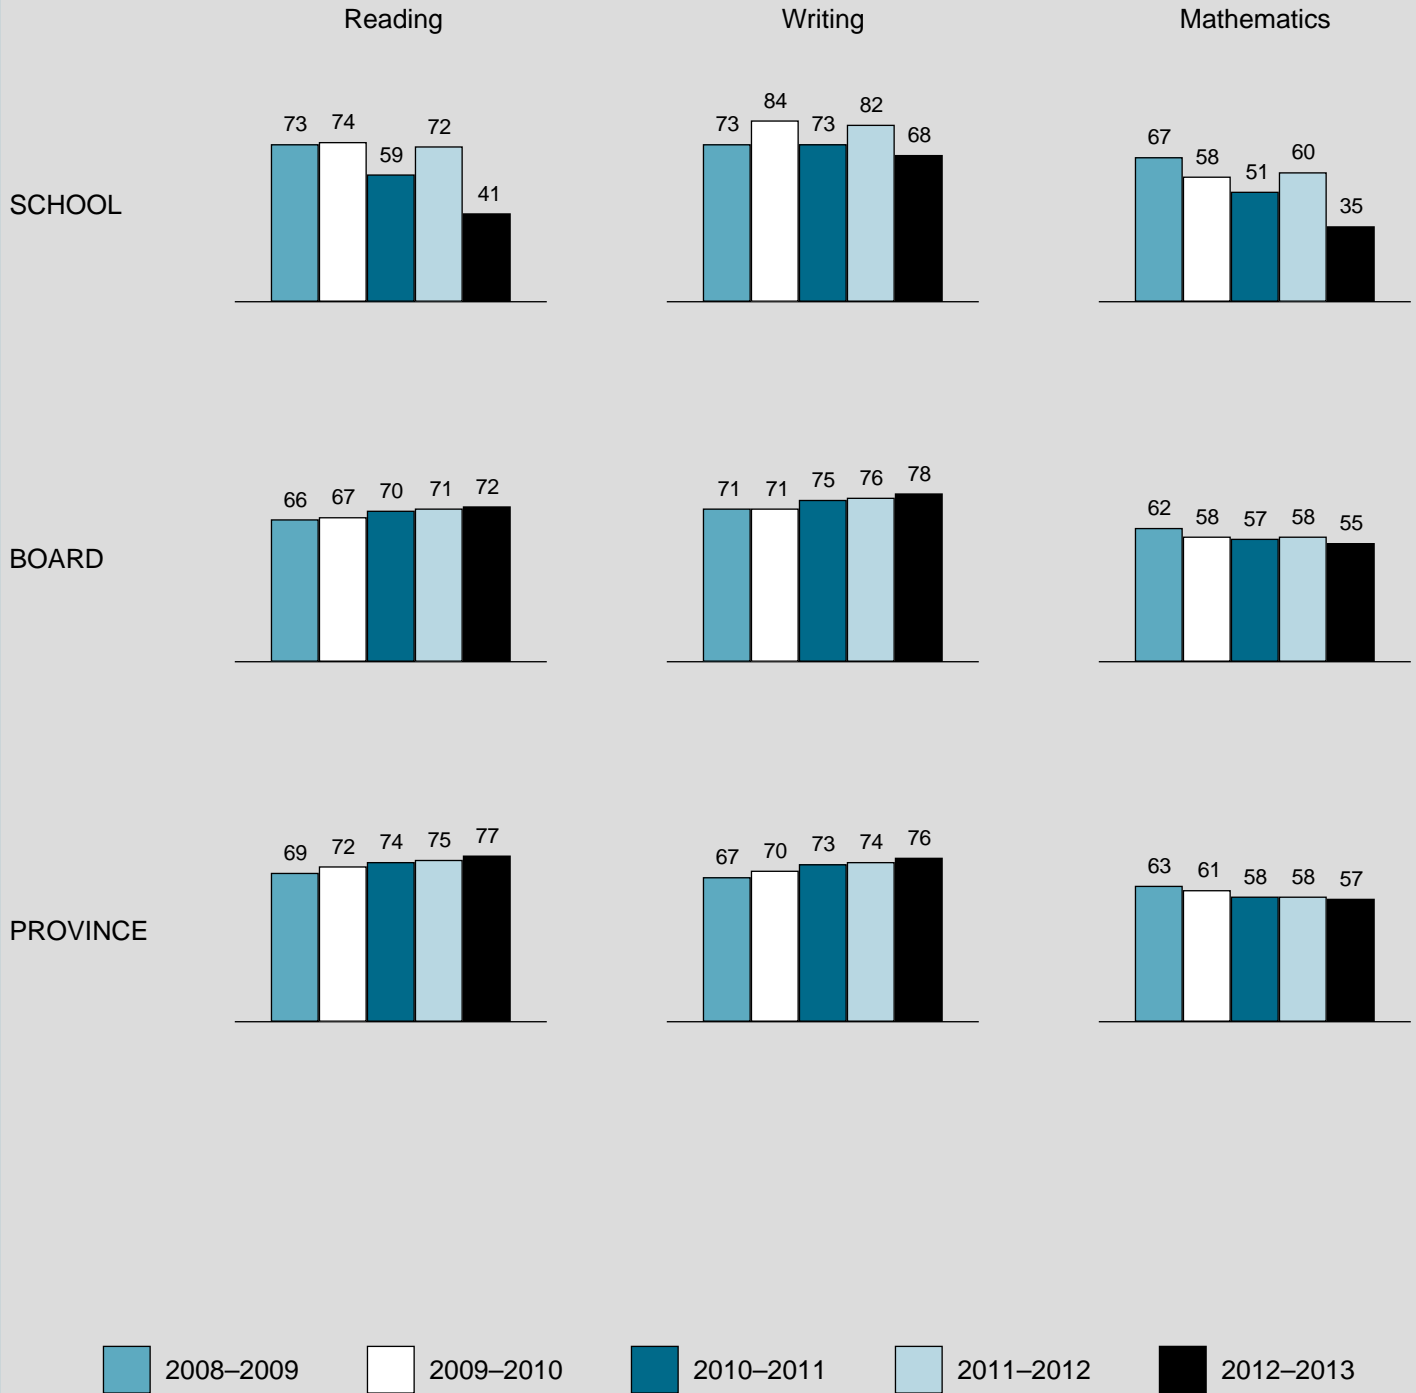 Reading Writing Mathematics
SCHOOL
73 74 59 72 41
73 84 73 82 68
67 58 51 60 35
BOARD
66 67 70 71 72
71 71 75 76 78
62 58 57 58 55
PROVINCE
69 72 74 75 77
67 70 73 74 76
63 61 58 58 57
2008–2009 2009–2010 2010–2011 2011–2012 2012–2013